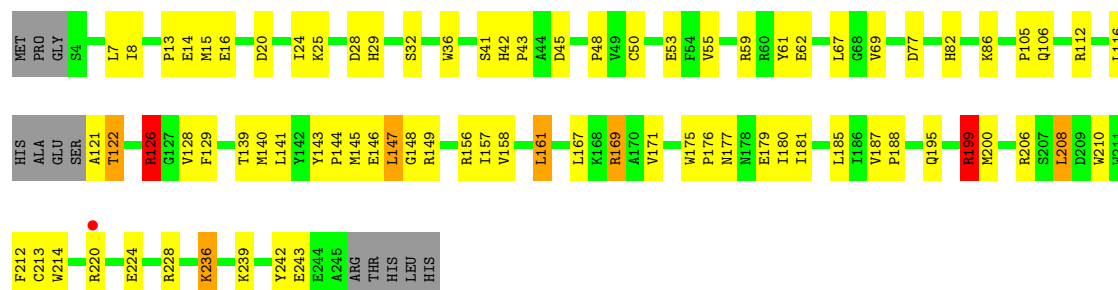 MET PRO GLY S4 L7 I8 P13 E14 M15 E16 D20 I24 K25 D28 H29 S32 W36 S41 H42 P43 A44 D45 P48 V49 C50 E53 F54 V55 R59 R60 Y61 E62 L67 G68 V69 D77 H82 K86 P105 Q106 R112 L116
HIS ALA GLU SER A121 T122 R126 G127 V128 F129 T139 M140 L141 Y142 Y143 P144 M145 E146 L147 G148 R149 R156 I157 V158 L161 L167 K168 R169 A170 V171 W175 P176 N177 N178 E179 I180 I181 L185 I186 V187 P188 Q195 R199 M200 R206 S207 L208 D209 W210
F212 C213 W214 R220 E224 R228 K236 K239 Y242 E243 E244 A245 ARG THR HIS LEU HIS